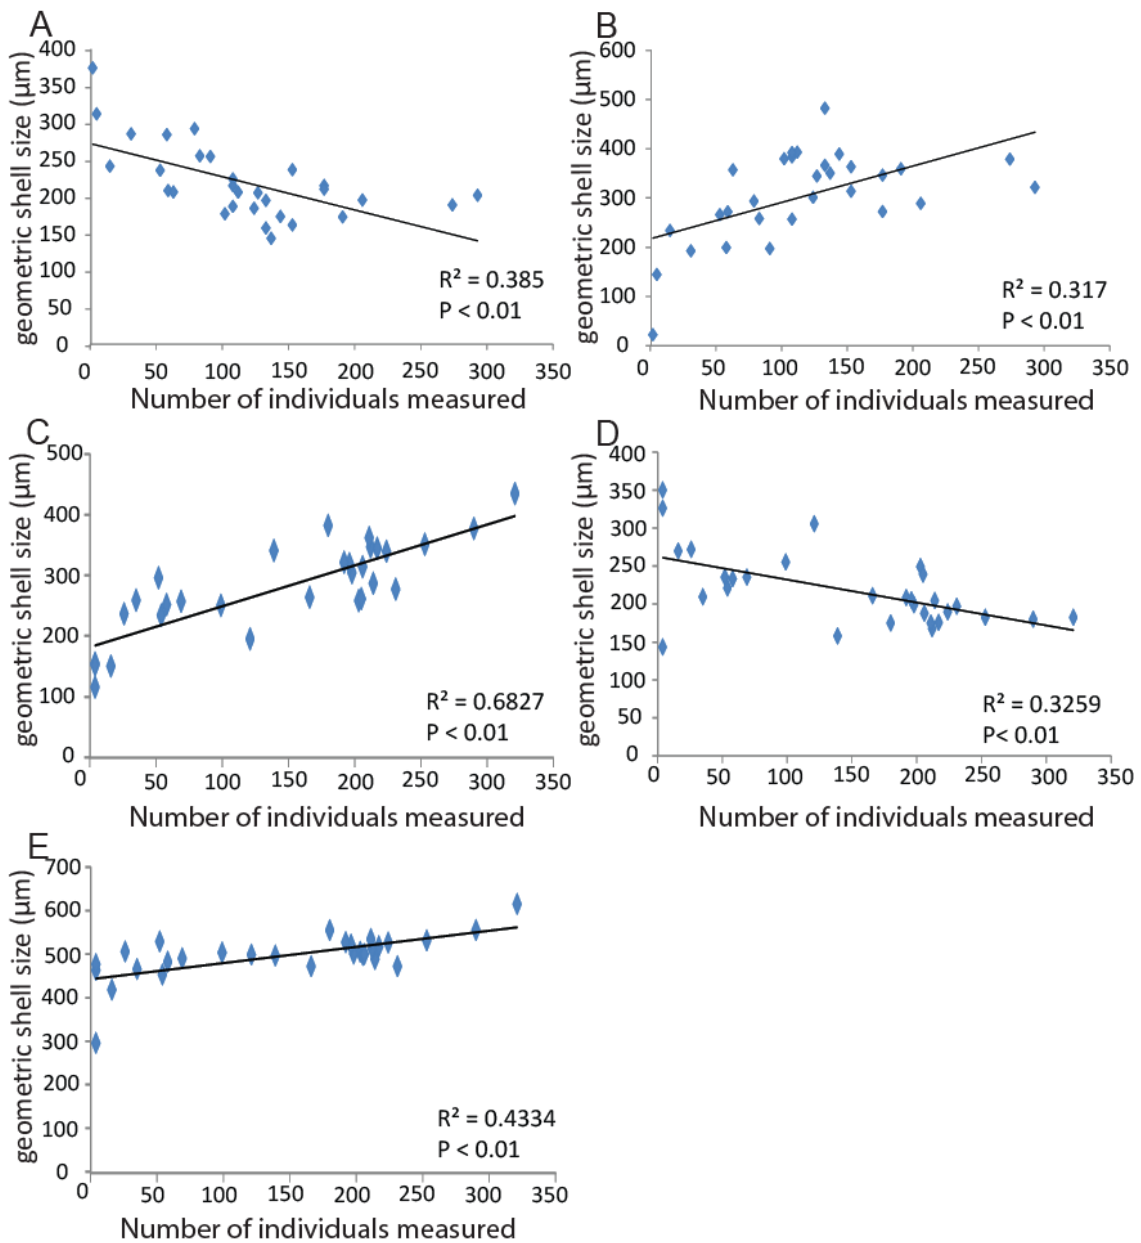 A
geometric shell size (μm)
400
350
300
250
200
150
100
50
0
R² = 0.385
P < 0.01
0 50 100 150 200 250 300 350
Number of individuals measured
B
geometric shell size (μm)
600
500
400
300
200
100
0
R² = 0.317
P < 0.01
0 50 100 150 200 250 300 350
Number of individuals measured
C
geometric shell size (μm)
500
400
300
200
100
0
R² = 0.6827
P < 0.01
0 50 100 150 200 250 300 350
Number of individuals measured
D
geometric shell size (μm)
400
350
300
250
200
150
100
50
0
R² = 0.3259
P< 0.01
0 50 100 150 200 250 300 350
Number of individuals measured
E
geometric shell size (μm)
700
600
500
400
300
200
100
0
R² = 0.4334
P < 0.01
0 50 100 150 200 250 300 350
Number of individuals measured